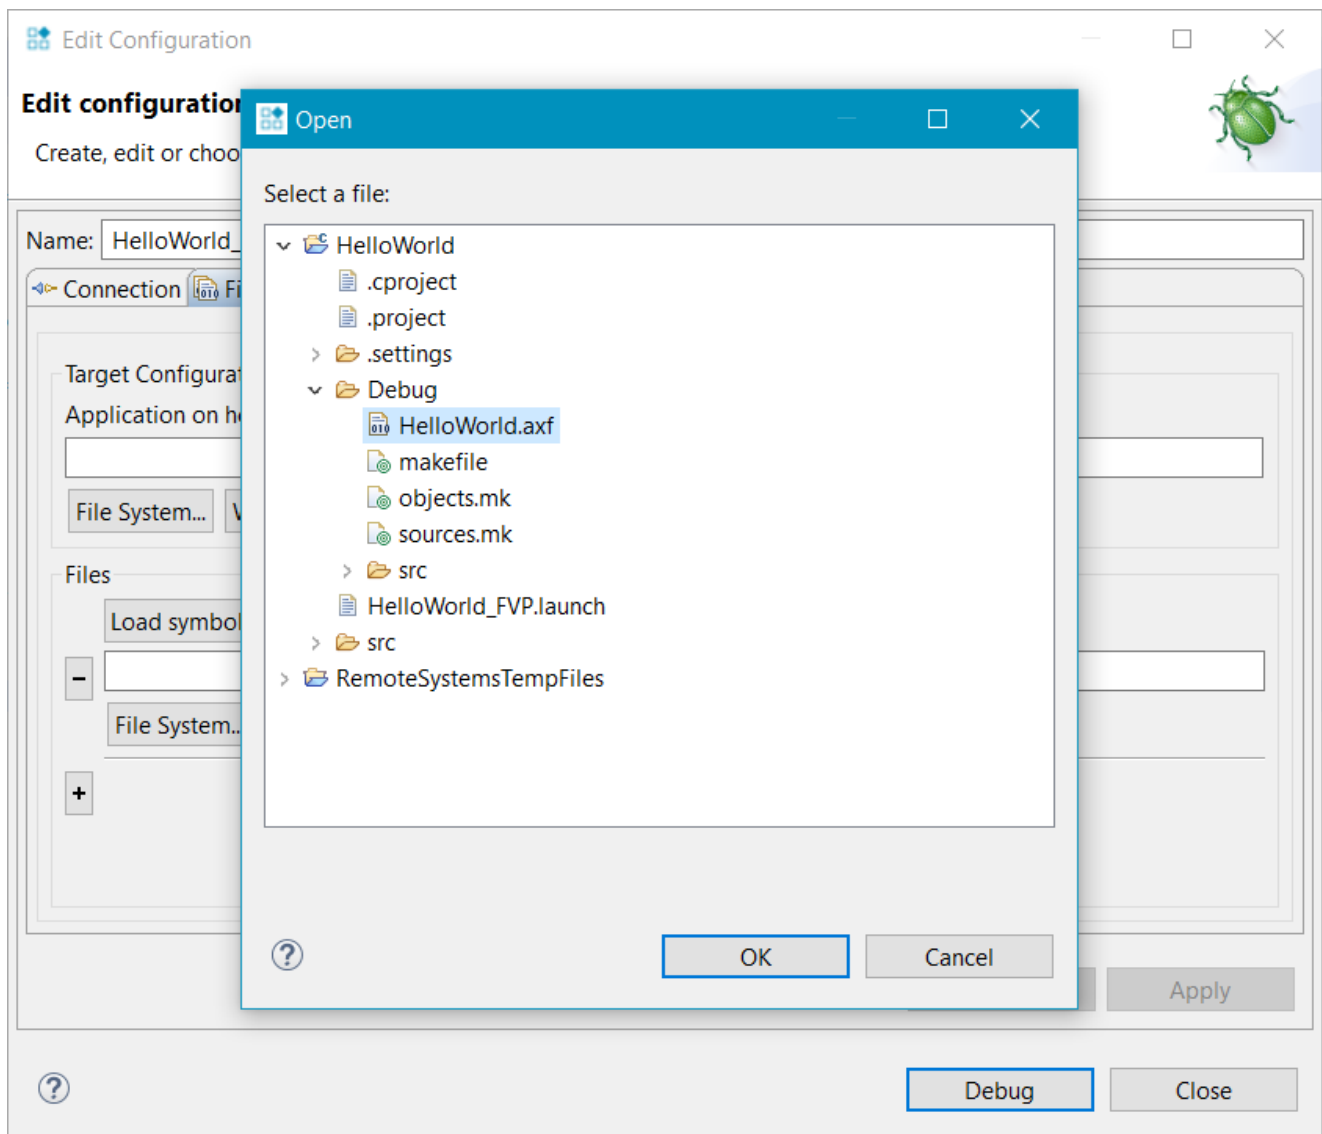 Edit Configuration
Edit configuration
Create, edit or choo
Open
Select a file:
Name: HelloWorld_
HelloWorld
Connection
Fi
.cproject
.project
.settings
Target Configurat
Debug
Application on h
HelloWorld.axf
makefile
objects.mk
File System...
sources.mk
Files
src
HelloWorld_FVP.launch
Load symbol
src
RemoteSystemsTempFiles
−
File System..
+
OK
Cancel
Apply
Debug
Close